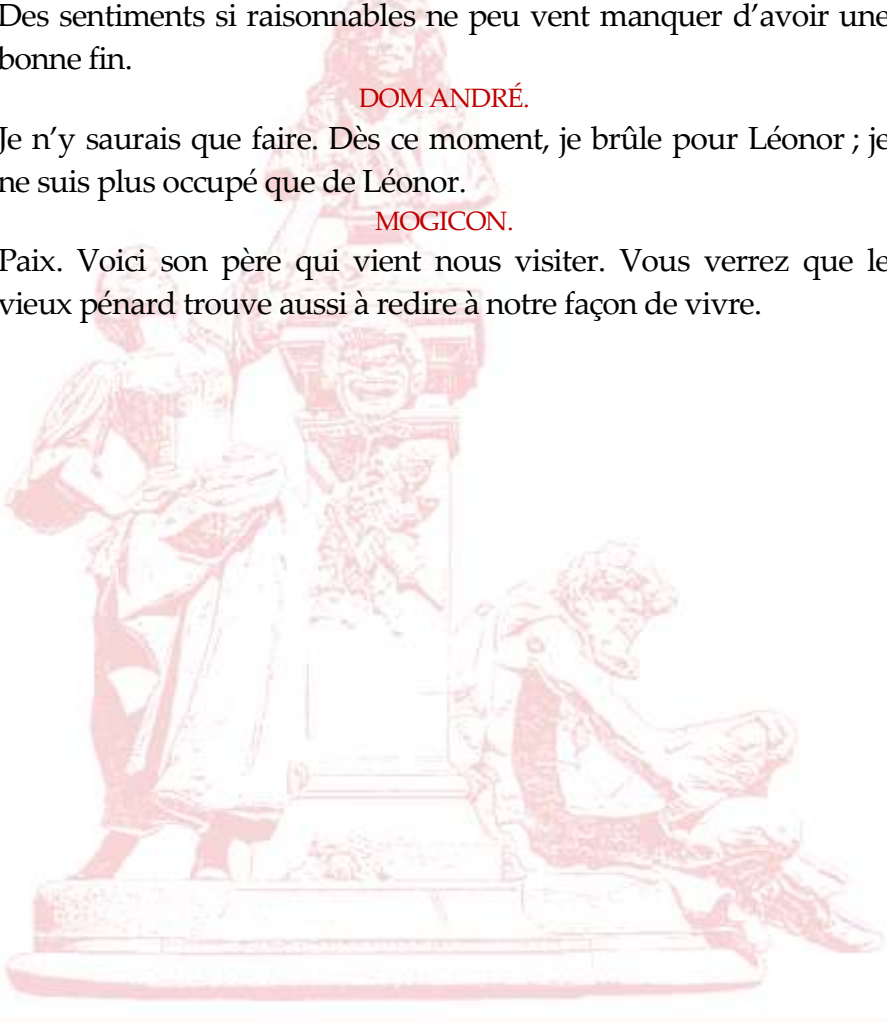 Des sentiments si raisonnables ne peu vent manquer d’avoir une
bonne fin.
DOM ANDRÉ.
Je n’y saurais que faire. Dès ce moment, je brûle pour Léonor ; je
ne suis plus occupé que de Léonor.
MOGICON.
Paix. Voici son père qui vient nous visiter. Vous verrez que le
vieux pénard trouve aussi à redire à notre façon de vivre.